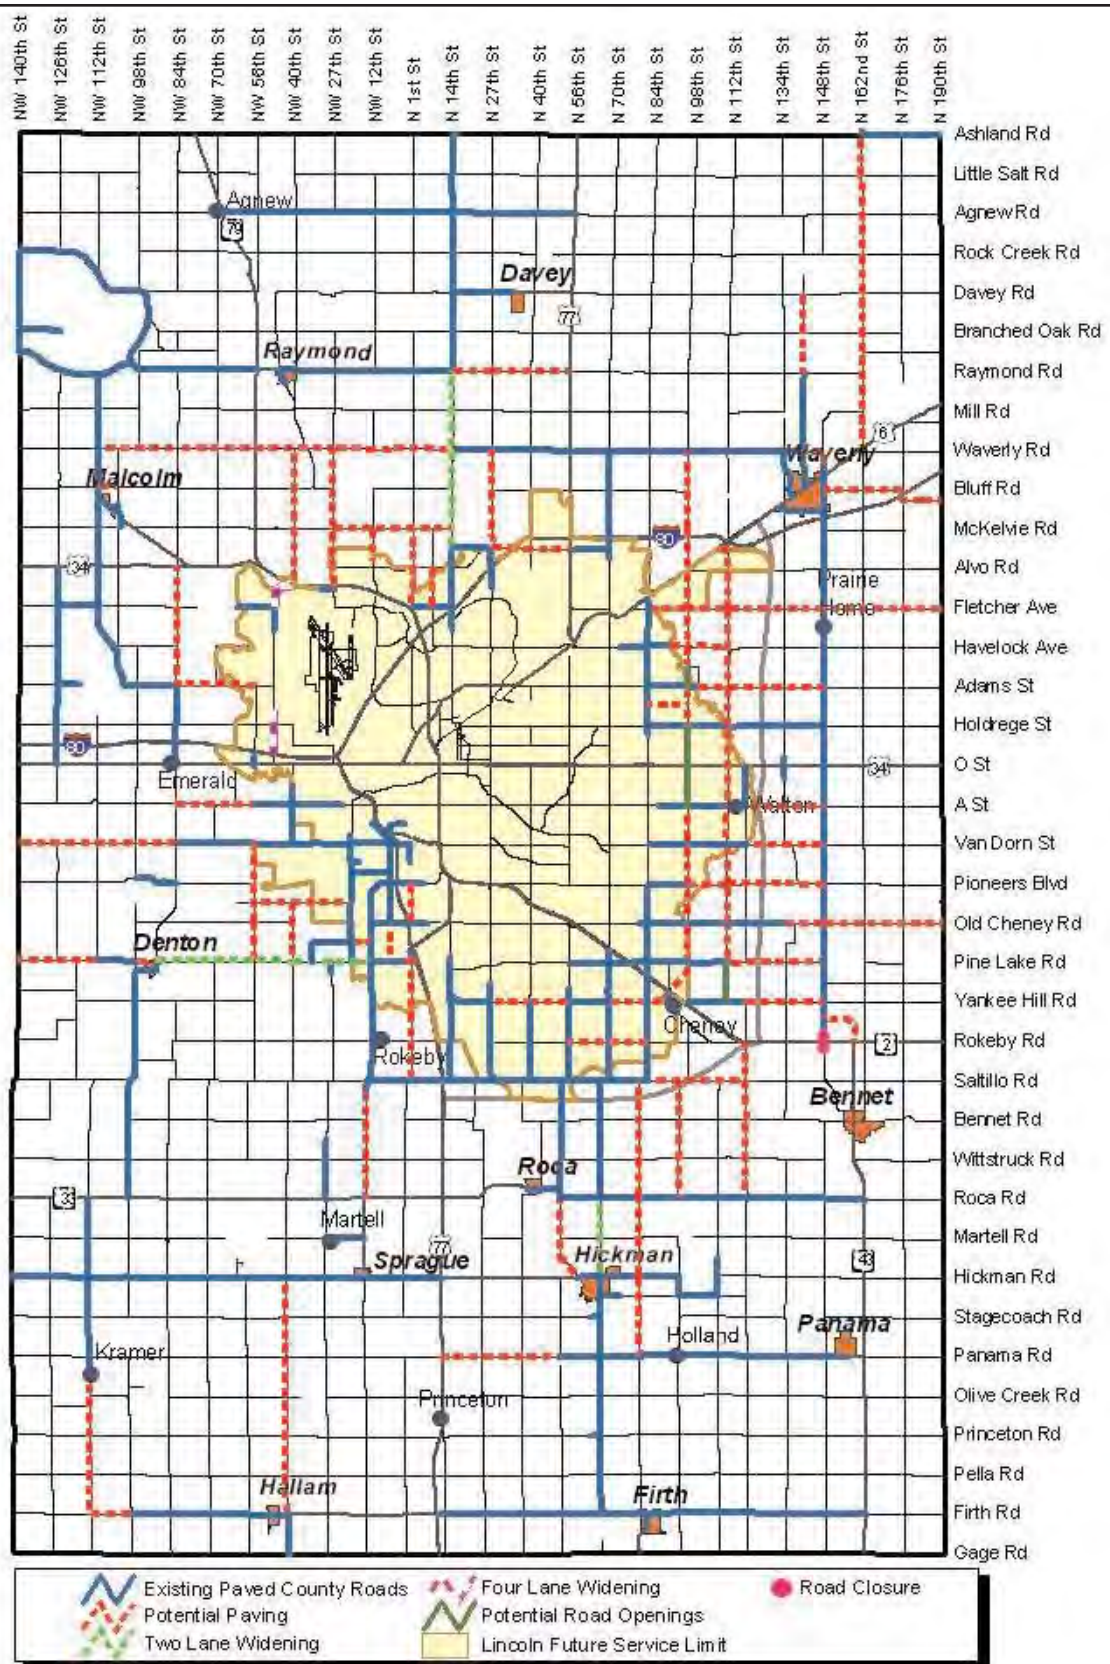 NW 140th St
NW 126th St
NW 112th St
NW 98th St
NW 84th St
NW 70th St
NW 56th St
NW 40th St
NW 27th St
NW 12th St
N 1st St
N 14th St
N 27th St
N 40th St
N 56th St
N 70th St
N 84th St
N 98th St
N 112th St
N 134th St
N 148th St
N 162nd St
N 176th St
N 190th St
Ashland Rd
Little Salt Rd
Agnew
Agnew Rd
79
Rock Creek Rd
Davey
Davey Rd
77
Branched Oak Rd
Raymond
Raymond Rd
Mill Rd
6
Waverly
Waverly Rd
Malcolm
Bluff Rd
80
McKelvie Rd
34
Alvo Rd
Prairie
Home
Fletcher Ave
Havelock Ave
Adams St
Holdrege St
80
34
O St
Emerald
Walton
A St
Van Dorn St
Pioneers Blvd
Old Cheney Rd
Denton
Pine Lake Rd
Yankee Hill Rd
Cheney
Rokeby
2
Rokeby Rd
Saltillo Rd
Bennet
Bennet Rd
Roca
Wittstruck Rd
33
Roca Rd
Martell
Martell Rd
77
Sprague
Hickman
43
Hickman Rd
Stagecoach Rd
Holland
Panama
Kramer
Panama Rd
Princeton
Olive Creek Rd
Princeton Rd
Pella Rd
Hallam
Firth
Firth Rd
Gage Rd
Existing Paved County Roads
Four Lane Widening
Road Closure
Potential Paving
Potential Road Openings
Two Lane Widening
Lincoln Future Service Limit